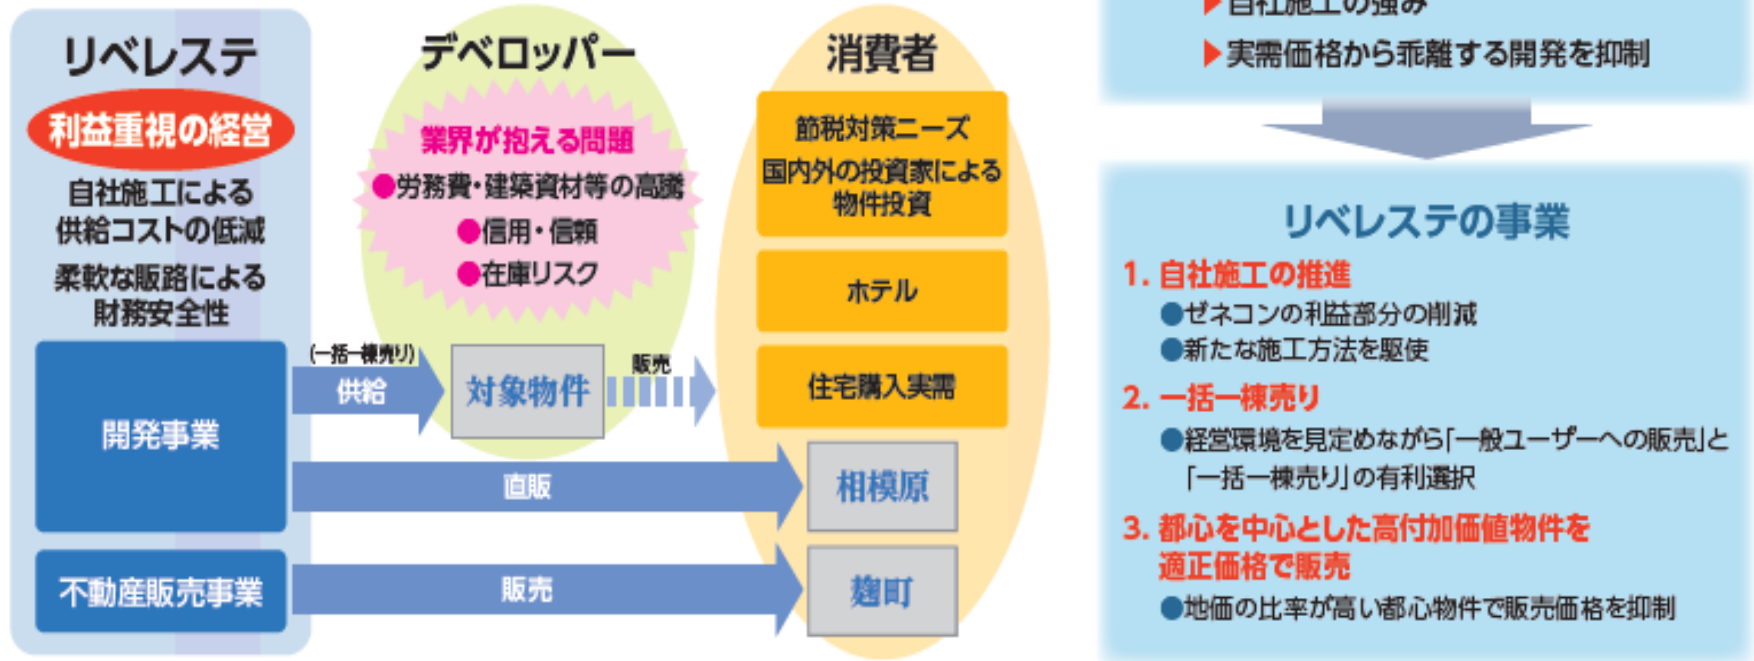 リベレステ
利益重視の経営
自社施工による
供給コストの低減
柔軟な販路による
財務安全性
開発事業
不動産販売事業
(一括一棟売り)
供給
直販
販売
デベロッパー
業界が抱える問題
●労務費・建築資材等の高騰
●信用・信頼
●在庫リスク
対象物件
販売
消費者
節税対策ニーズ
国内外の投資家による
物件投資
ホテル
住宅購入実需
相模原
麹町
▶自社施工の強み
▶実需価格から乖離する開発を抑制
リベレステの事業
1. 自社施工の推進
●ゼネコンの利益部分の削減
●新たな施工方法を駆使
2. 一括一棟売り
●経営環境を見定めながら「一般ユーザーへの販売」と
「一括一棟売り」の有利選択
3. 都心を中心とした高付加価値物件を
適正価格で販売
●地価の比率が高い都心物件で販売価格を抑制